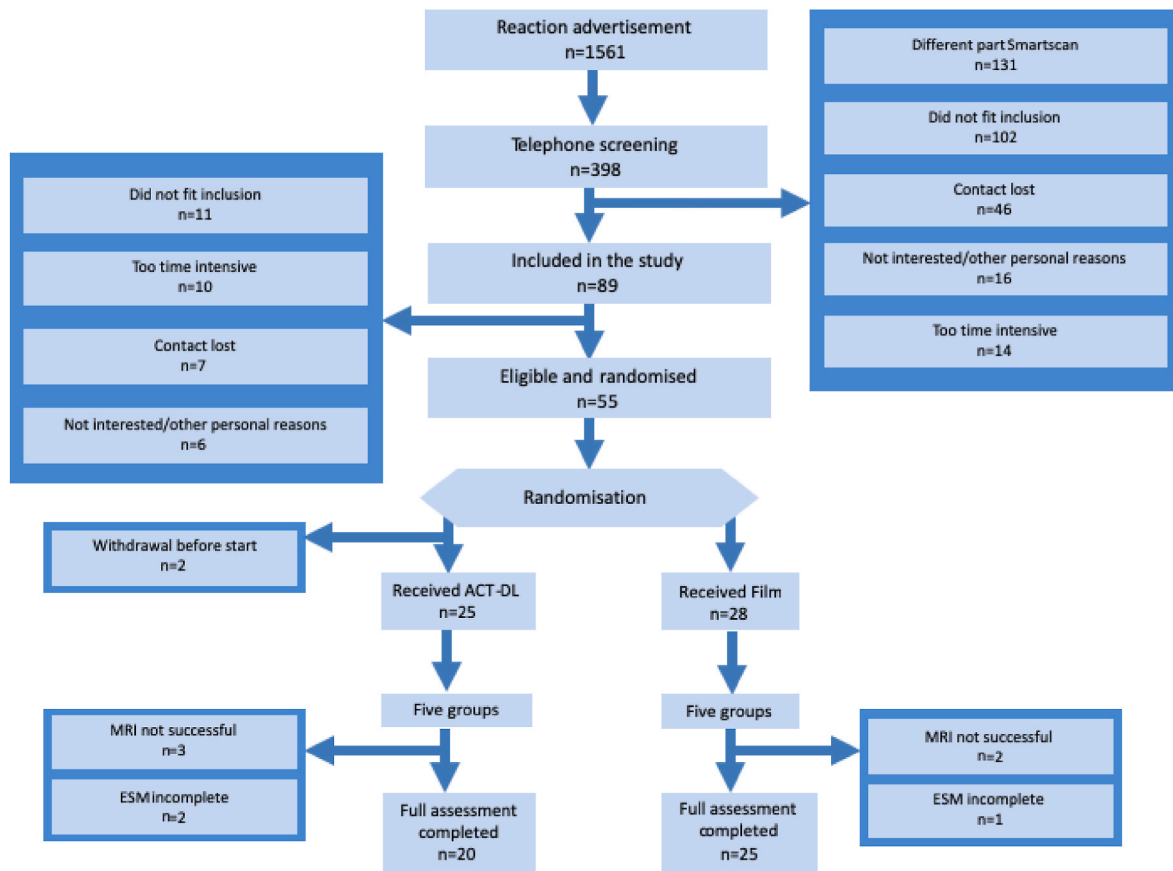 Reaction advertisement
n=1561
Different part Smartscan
n=131
Did not fit inclusion
n=102
Telephone screening
n=398
Contact lost
n=46
Not interested/other personal reasons
n=16
Too time intensive
n=14
Did not fit inclusion
n=11
Too time intensive
n=10
Contact lost
n=7
Not interested/other personal reasons
n=6
Included in the study
n=89
Eligible and randomised
n=55
Randomisation
Withdrawal before start
n=2
Received ACT-DL
n=25
Received Film
n=28
Five groups
Five groups
MRI not successful
n=3
ESM incomplete
n=2
MRI not successful
n=2
ESM incomplete
n=1
Full assessment
completed
n=20
Full assessment
completed
n=25